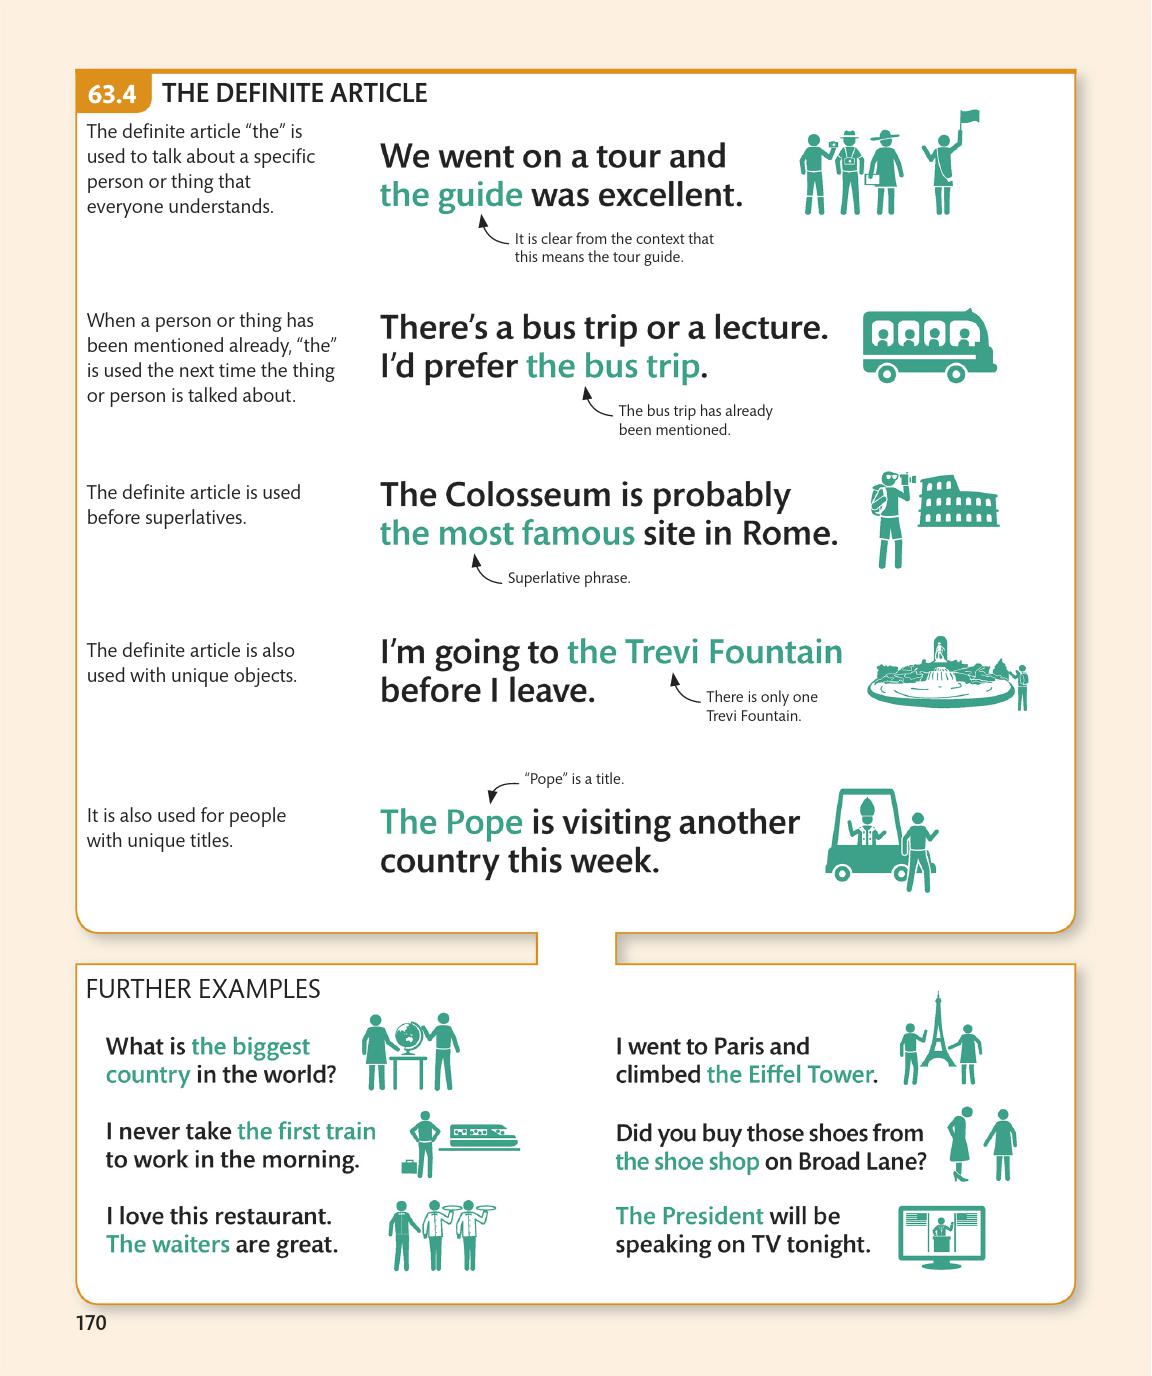 63.4 THE DEFINITE ARTICLE
The definite article “the” is
used to talk about a specific
person or thing that
everyone understands.
We went on a tour and
the guide was excellent.
It is clear from the context that
this means the tour guide.
When a person or thing has
been mentioned already, “the”
is used the next time the thing
or person is talked about.
There’s a bus trip or a lecture.
I’d prefer the bus trip.
The bus trip has already
been mentioned.
The definite article is used
before superlatives.
The Colosseum is probably
the most famous site in Rome.
Superlative phrase.
The definite article is also
used with unique objects.
I’m going to the Trevi Fountain
before I leave.
There is only one
Trevi Fountain.
It is also used for people
with unique titles.
“Pope” is a title.
The Pope is visiting another
country this week.
FURTHER EXAMPLES
What is the biggest
country in the world?
I never take the first train
to work in the morning.
I love this restaurant.
The waiters are great.
I went to Paris and
climbed the Eiffel Tower.
Did you buy those shoes from
the shoe shop on Broad Lane?
The President will be
speaking on TV tonight.
170